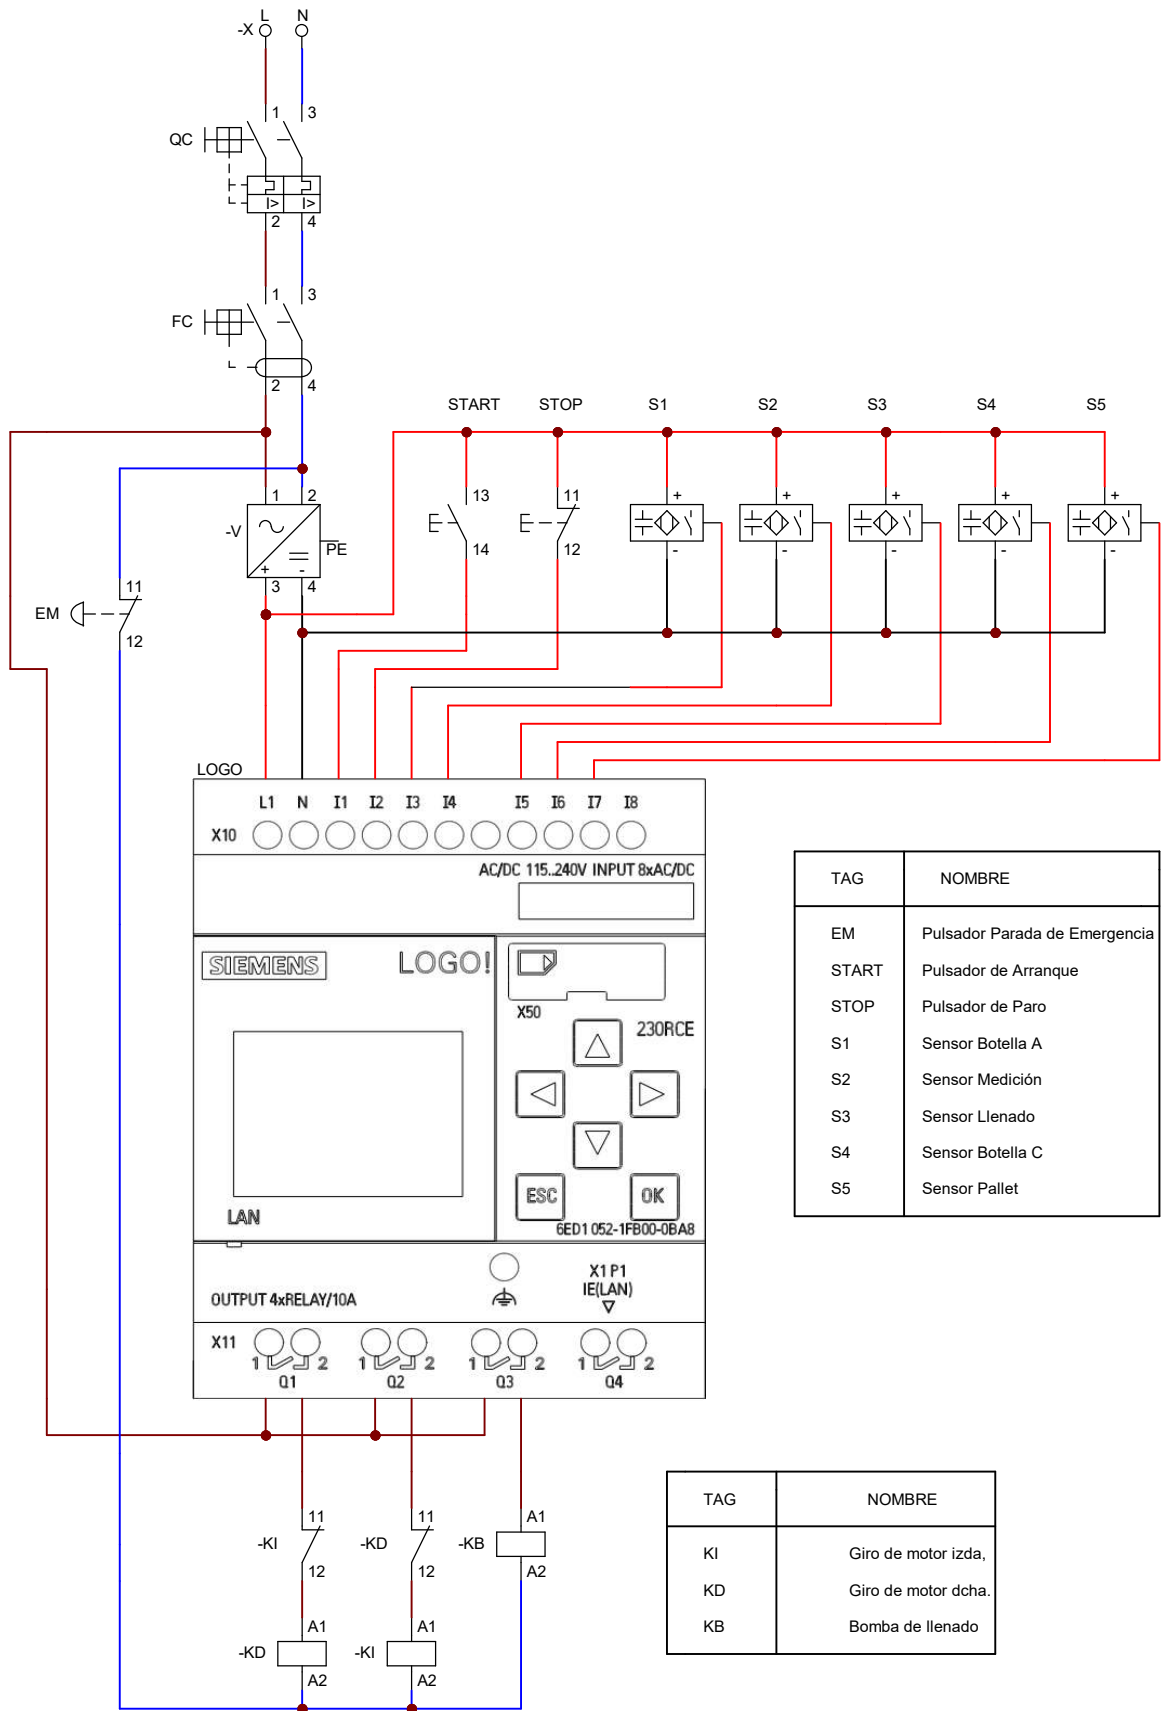 L N
-X
1 3
QC
I> I>
2 4
1 3
FC
2 4
START STOP S1 S2 S3 S4 S5
1 2
-V
PE
+ -
3 4
13
14
11
12
+
-
+
-
+
-
+
-
+
-
11
EM
12
LOGO
L1 N I1 I2 I3 I4 I5 I6 I7 I8
X10
AC/DC 115..240V INPUT 8xAC/DC
SIEMENS LOGO!
X50
230RCE
ESC OK
LAN
6ED1 052-1FB00-0BA8
X1 P1
IE(LAN)
OUTPUT 4xRELAY/10A
X11
1 2 1 2 1 2 1 2
Q1 Q2 Q3 Q4
TAG NOMBRE
EM Pulsador Parada de Emergencia
START Pulsador de Arranque
STOP Pulsador de Paro
S1 Sensor Botella A
S2 Sensor Medición
S3 Sensor Llenado
S4 Sensor Botella C
S5 Sensor Pallet
11 11 A1
-KI -KD -KB
12 12 A2
A1 A1
-KD -KI
A2 A2
TAG NOMBRE
KI Giro de motor izda,
KD Giro de motor dcha.
KB Bomba de llenado